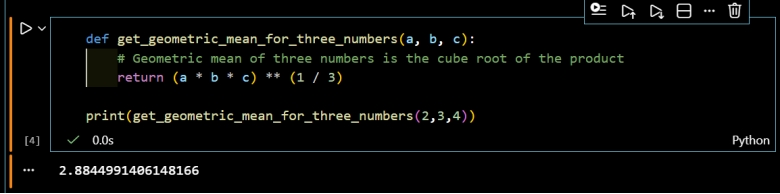 def get_geometric_mean_for_three_numbers(a, b, c):
    # Geometric mean of three numbers is the cube root of the product
    return (a * b * c) ** (1 / 3)

print(get_geometric_mean_for_three_numbers(2,3,4))
[4] 0.0s Python
2.8844991406148166